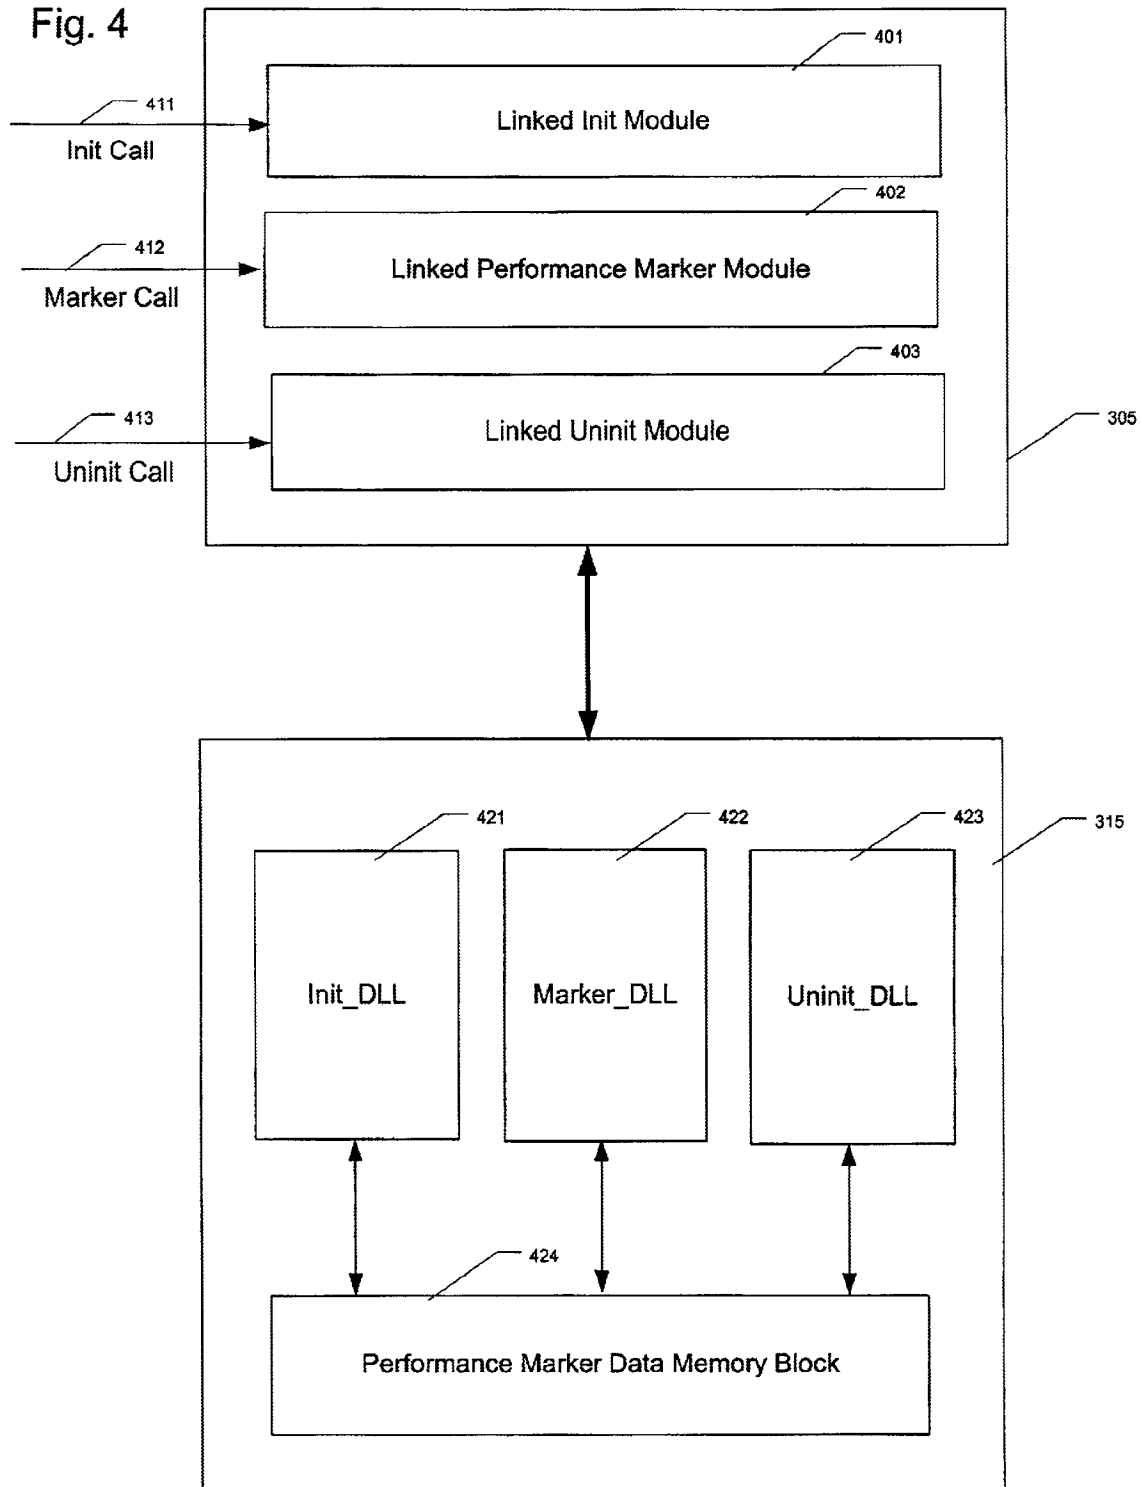 Fig. 4
401
411
Linked Init Module
Init Call
402
412
Linked Performance Marker Module
Marker Call
403
413
305
Linked Uninit Module
Uninit Call
421
422
423
315
Init_DLL
Marker_DLL
Uninit_DLL
424
Performance Marker Data Memory Block